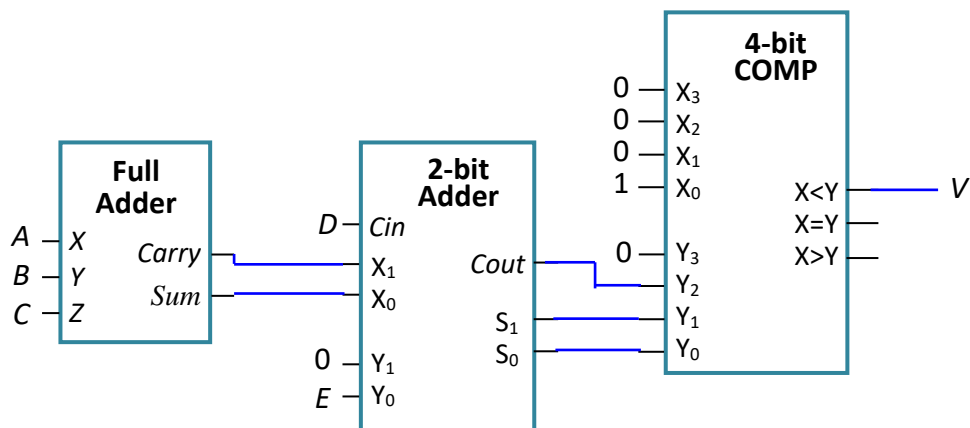 4-bit
COMP
0 X₃
0 X₂
0 X₁
1 X₀
X<Y V
X=Y
X>Y
0 Y₃
Y₂
Y₁
Y₀
Full
Adder
A X
B Y
C Z
Carry
Sum
2-bit
Adder
D Cin
X₁
X₀
0 Y₁
E Y₀
Cout
S₁
S₀